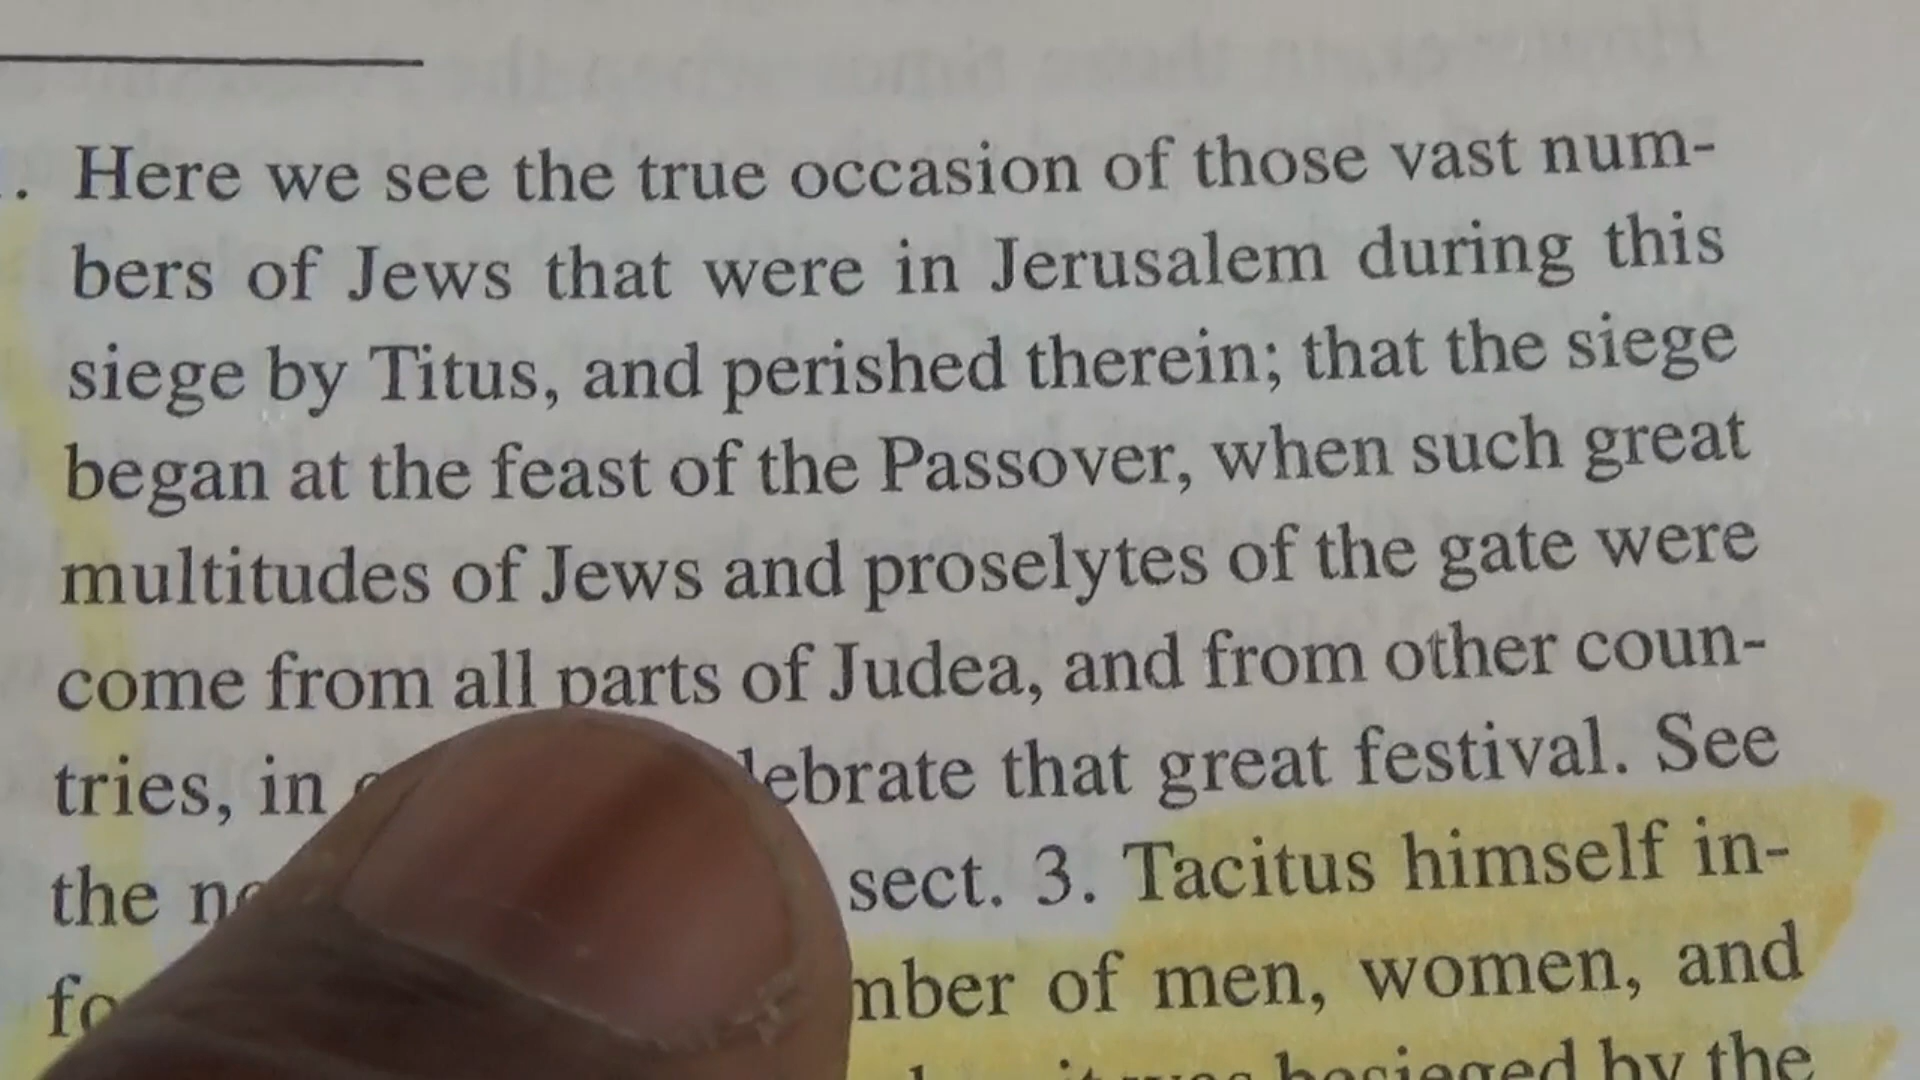 . Here we see the true occasion of those vast num-
bers of Jews that were in Jerusalem during this
siege by Titus, and perished therein; that the siege
began at the feast of the Passover, when such great
multitudes of Jews and proselytes of the gate were
come from all parts of Judea, and from other coun-
tries, in that great festival. See
the sect. 3. Tacitus himself in-
of men, women, and
besieged by the